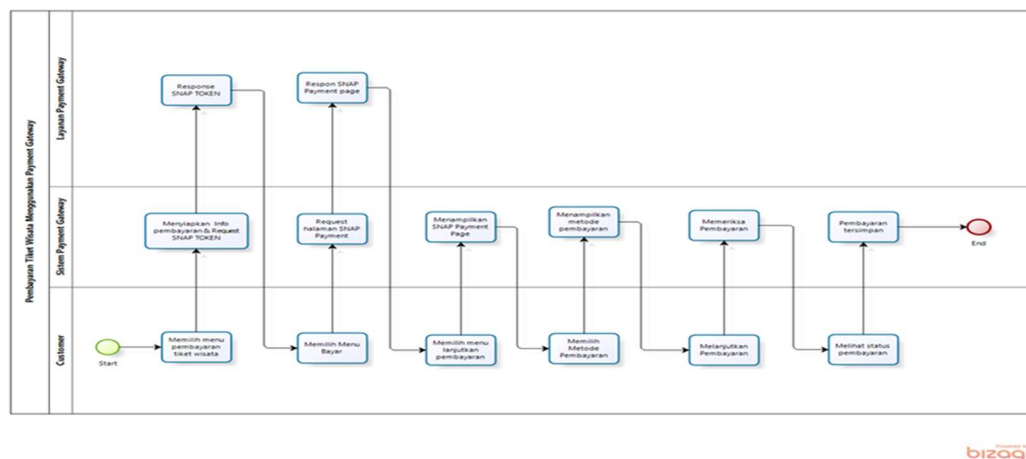 Pembayaran Tiket Wisata Menggunakan Payment Gateway
Layanan Payment Gateway
Response
SNAP TOKEN
Respon SNAP
Payment page
Sistem Payment Gateway
Menyiapkan Info
pembayaran & Request
SNAP TOKEN
Request
halaman SNAP
Payment
Menampilkan
SNAP Payment
Page
Menampilkan
metode
pembayaran
Memeriksa
Pembayaran
Pembayaran
tersimpan
End
Customer
Start
Memilih menu
pembayaran
tiket wisata
Memilih Menu
Bayar
Memilih menu
lanjutkan
pembayaran
Memilih
Metode
Pembayaran
Melanjutkan
Pembayaran
Melihat status
pembayaran
Powered
bizag